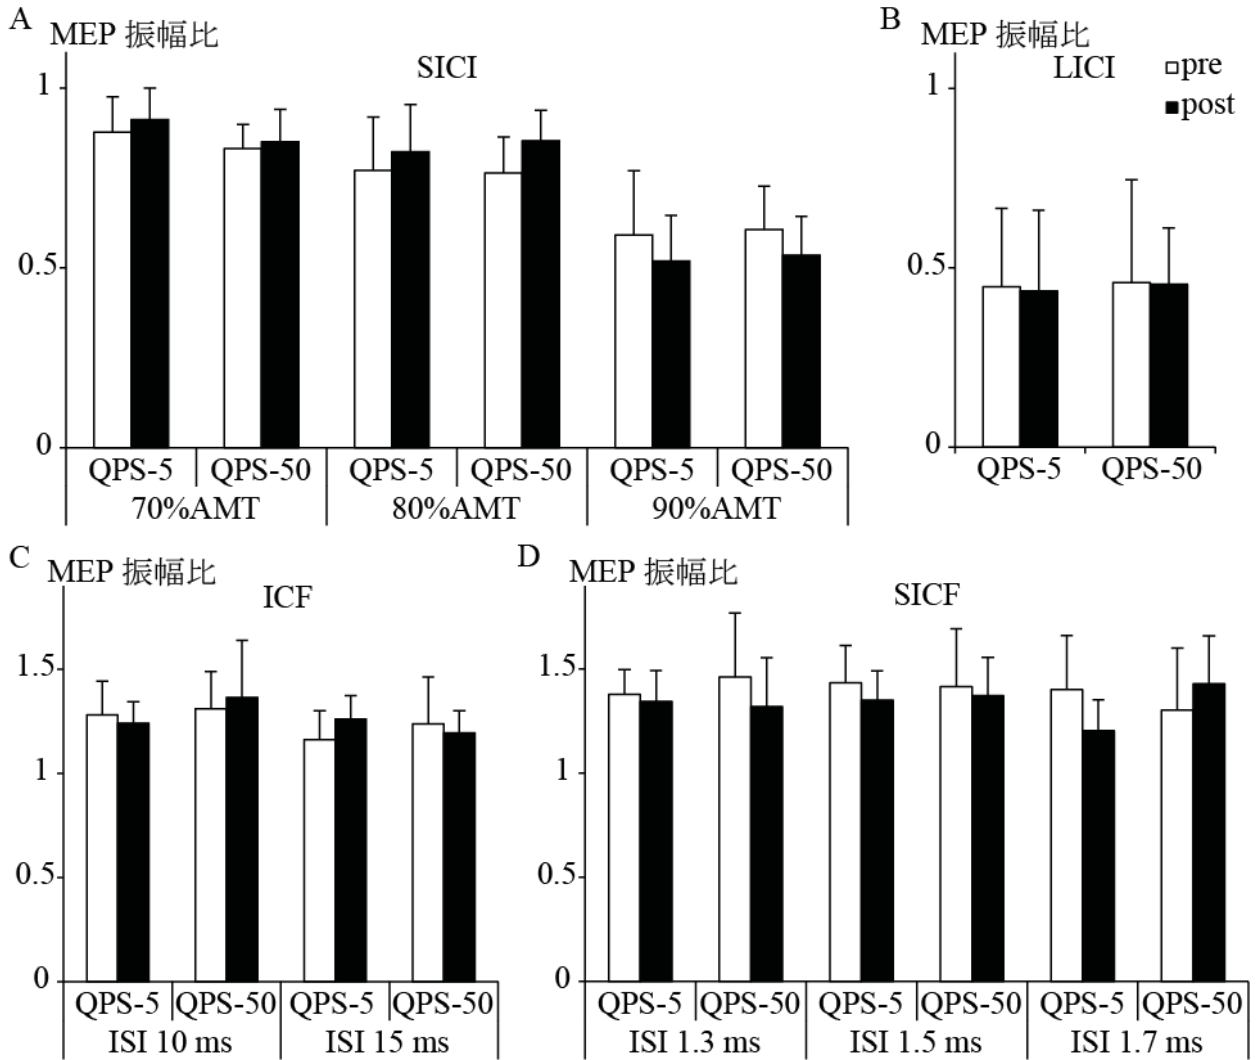 A
MEP 振幅比
SICI
1
0.5
0
QPS-5 QPS-50 QPS-5 QPS-50 QPS-5 QPS-50
70%AMT 80%AMT 90%AMT
B
MEP 振幅比
LICI
pre
post
1
0.5
0
QPS-5 QPS-50
C
MEP 振幅比
ICF
1.5
1
0.5
0
QPS-5 QPS-50 QPS-5 QPS-50
ISI 10 ms ISI 15 ms
D
MEP 振幅比
SICF
1.5
1
0.5
0
QPS-5 QPS-50 QPS-5 QPS-50 QPS-5 QPS-50
ISI 1.3 ms ISI 1.5 ms ISI 1.7 ms